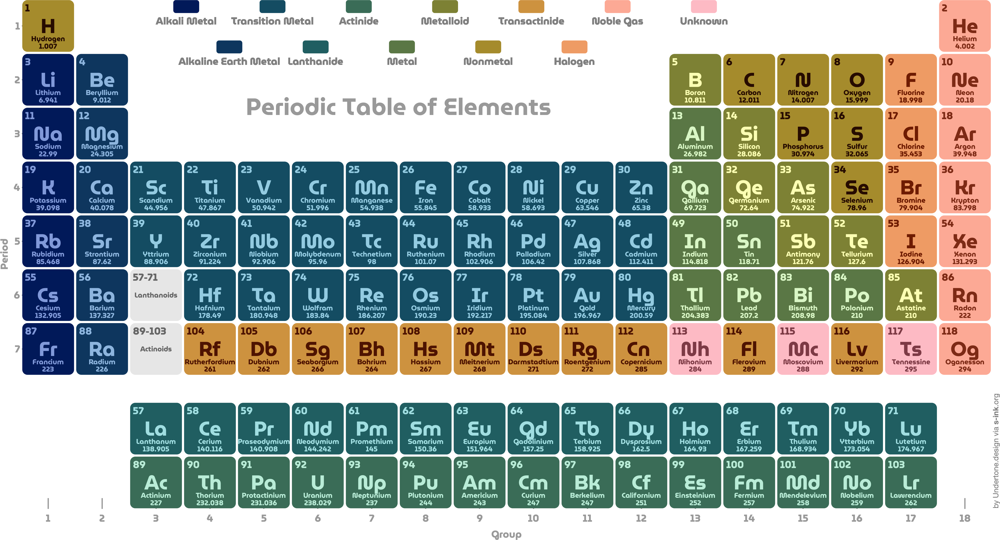 Alkali Metal Transition Metal Actinide Metalloid Transactinide Noble Gas Unknown
Alkaline Earth Metal Lanthanide Metal Nonmetal Halogen
Periodic Table of Elements
Period
1
1 H Hydrogen 1.007
2 He Helium 4.002
2
3 Li Lithium 6.941
4 Be Beryllium 9.012
5 B Boron 10.811
6 C Carbon 12.011
7 N Nitrogen 14.007
8 O Oxygen 15.999
9 F Fluorine 18.998
10 Ne Neon 20.18
3
11 Na Sodium 22.99
12 Mg Magnesium 24.305
13 Al Aluminum 26.982
14 Si Silicon 28.086
15 P Phosphorus 30.974
16 S Sulfur 32.065
17 Cl Chlorine 35.453
18 Ar Argon 39.948
4
19 K Potassium 39.098
20 Ca Calcium 40.078
21 Sc Scandium 44.956
22 Ti Titanium 47.867
23 V Vanadium 50.942
24 Cr Chromium 51.996
25 Mn Manganese 54.938
26 Fe Iron 55.845
27 Co Cobalt 58.933
28 Ni Nickel 58.693
29 Cu Copper 63.546
30 Zn Zinc 65.38
31 Ga Gallium 69.723
32 Ge Germanium 72.64
33 As Arsenic 74.922
34 Se Selenium 78.96
35 Br Bromine 79.904
36 Kr Krypton 83.798
5
37 Rb Rubidium 85.468
38 Sr Strontium 87.62
39 Y Yttrium 88.906
40 Zr Zirconium 91.224
41 Nb Niobium 92.906
42 Mo Molybdenum 95.96
43 Tc Technetium 98
44 Ru Ruthenium 101.07
45 Rh Rhodium 102.906
46 Pd Palladium 106.42
47 Ag Silver 107.868
48 Cd Cadmium 112.411
49 In Indium 114.818
50 Sn Tin 118.71
51 Sb Antimony 121.76
52 Te Tellurium 127.6
53 I Iodine 126.904
54 Xe Xenon 131.293
6
55 Cs Cesium 132.905
56 Ba Barium 137.327
57-71 Lanthanoids
72 Hf Hafnium 178.49
73 Ta Tantalum 180.948
74 W Wolfram 183.84
75 Re Rhenium 186.207
76 Os Osmium 190.23
77 Ir Iridium 192.217
78 Pt Platinum 195.084
79 Au Gold 196.967
80 Hg Mercury 200.59
81 Tl Thallium 204.383
82 Pb Lead 207.2
83 Bi Bismuth 208.98
84 Po Polonium 210
85 At Astatine 210
86 Rn Radon 222
7
87 Fr Francium 223
88 Ra Radium 226
89-103 Actinoids
104 Rf Rutherfordium 261
105 Db Dubnium 262
106 Sg Seaborgium 266
107 Bh Bohrium 264
108 Hs Hassium 267
109 Mt Meitnerium 268
110 Ds Darmstadtium 271
111 Rg Roentgenium 272
112 Cn Copernicium 285
113 Nh Nihonium 284
114 Fl Flerovium 289
115 Mc Moscovium 288
116 Lv Livermorium 292
117 Ts Tennessine 295
118 Og Oganesson 294
57 La Lanthanum 138.905
58 Ce Cerium 140.116
59 Pr Praseodymium 140.908
60 Nd Neodymium 144.242
61 Pm Promethium 145
62 Sm Samarium 150.36
63 Eu Europium 151.964
64 Gd Gadolinium 157.25
65 Tb Terbium 158.925
66 Dy Dysprosium 162.5
67 Ho Holmium 164.93
68 Er Erbium 167.259
69 Tm Thulium 168.934
70 Yb Ytterbium 173.054
71 Lu Lutetium 174.967
89 Ac Actinium 227
90 Th Thorium 232.038
91 Pa Protactinium 231.036
92 U Uranium 238.029
93 Np Neptunium 237
94 Pu Plutonium 244
95 Am Americium 243
96 Cm Curium 247
97 Bk Berkelium 247
98 Cf Californium 251
99 Es Einsteinium 252
100 Fm Fermium 257
101 Md Mendelevium 258
102 No Nobelium 259
103 Lr Lawrencium 262
1 2 3 4 5 6 7 8 9 10 11 12 13 14 15 16 17 18
Group
by Undertone.design via s-ink.org